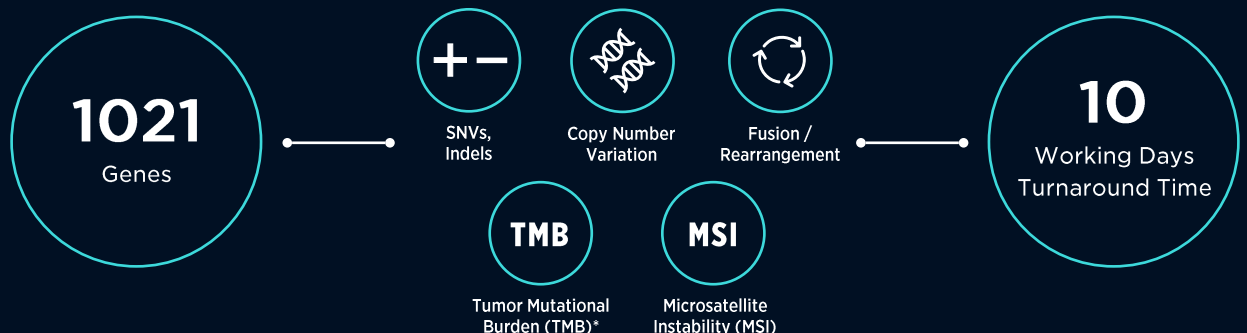 1021
Genes
+ −
SNVs,
Indels
Copy Number
Variation
Fusion /
Rearrangement
TMB
Tumor Mutational
Burden (TMB)*
MSI
Microsatellite
Instability (MSI)
10
Working Days
Turnaround Time